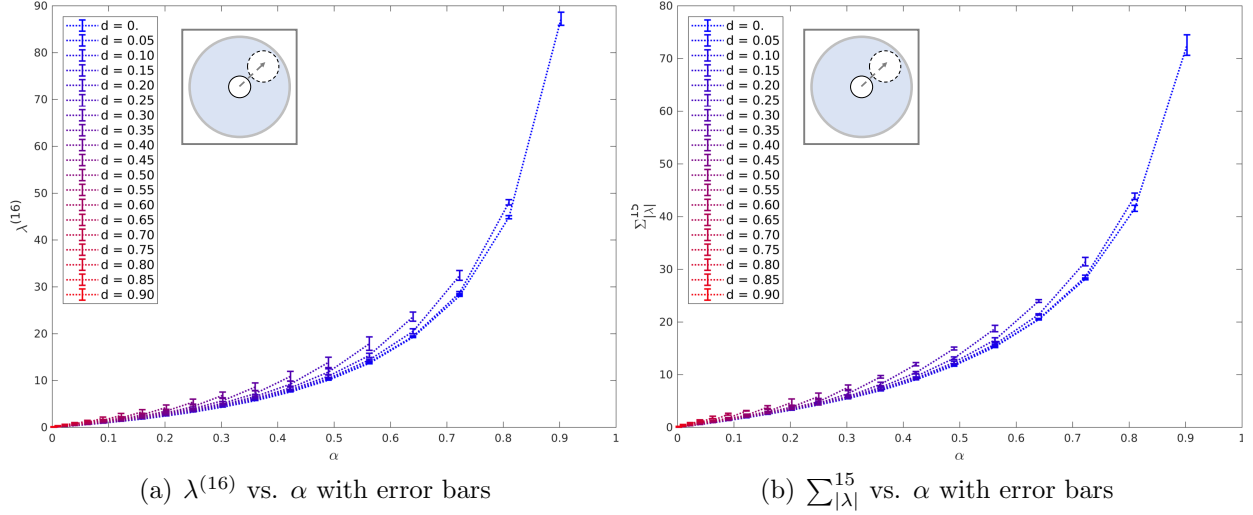 90
80
70
60
50
40
30
20
10
0
λ^(16)
d = 0.
d = 0.05
d = 0.10
d = 0.15
d = 0.20
d = 0.25
d = 0.30
d = 0.35
d = 0.40
d = 0.45
d = 0.50
d = 0.55
d = 0.60
d = 0.65
d = 0.70
d = 0.75
d = 0.80
d = 0.85
d = 0.90
0 0.1 0.2 0.3 0.4 0.5 0.6 0.7 0.8 0.9 1
α
(a) λ^(16) vs. α with error bars
80
70
60
50
40
30
20
10
0
Σ^15_|λ|
d = 0.
d = 0.05
d = 0.10
d = 0.15
d = 0.20
d = 0.25
d = 0.30
d = 0.35
d = 0.40
d = 0.45
d = 0.50
d = 0.55
d = 0.60
d = 0.65
d = 0.70
d = 0.75
d = 0.80
d = 0.85
d = 0.90
0 0.1 0.2 0.3 0.4 0.5 0.6 0.7 0.8 0.9 1
α
(b) ∑^15_|λ| vs. α with error bars